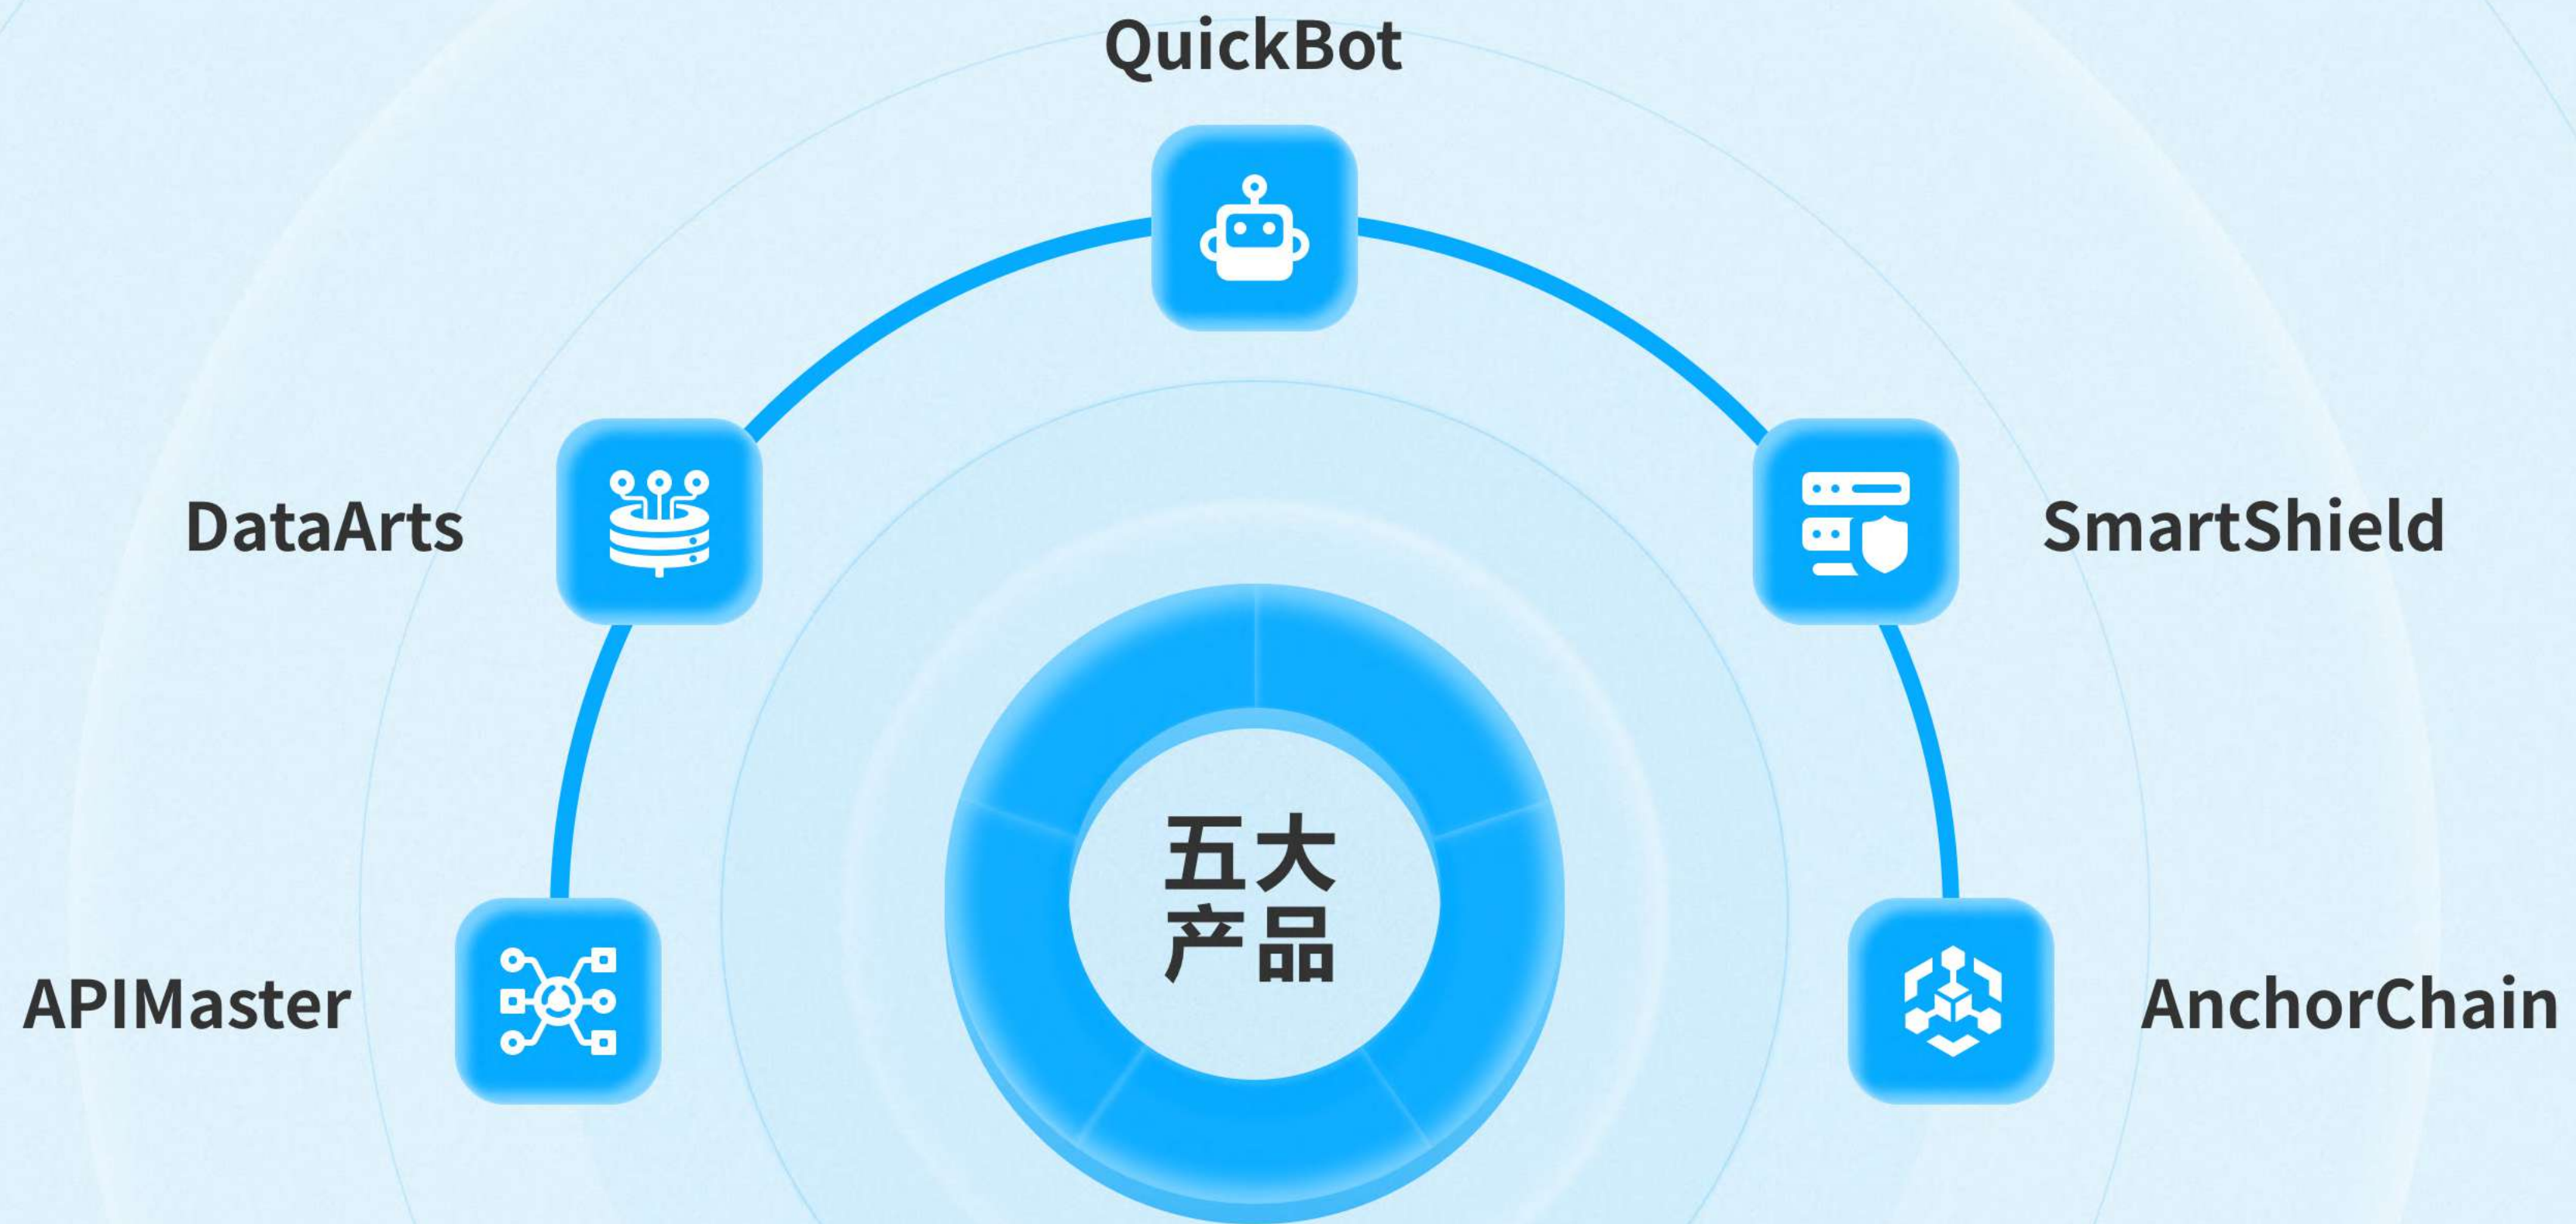 QuickBot
DataArts
SmartShield
五大
产品
APIMaster
AnchorChain